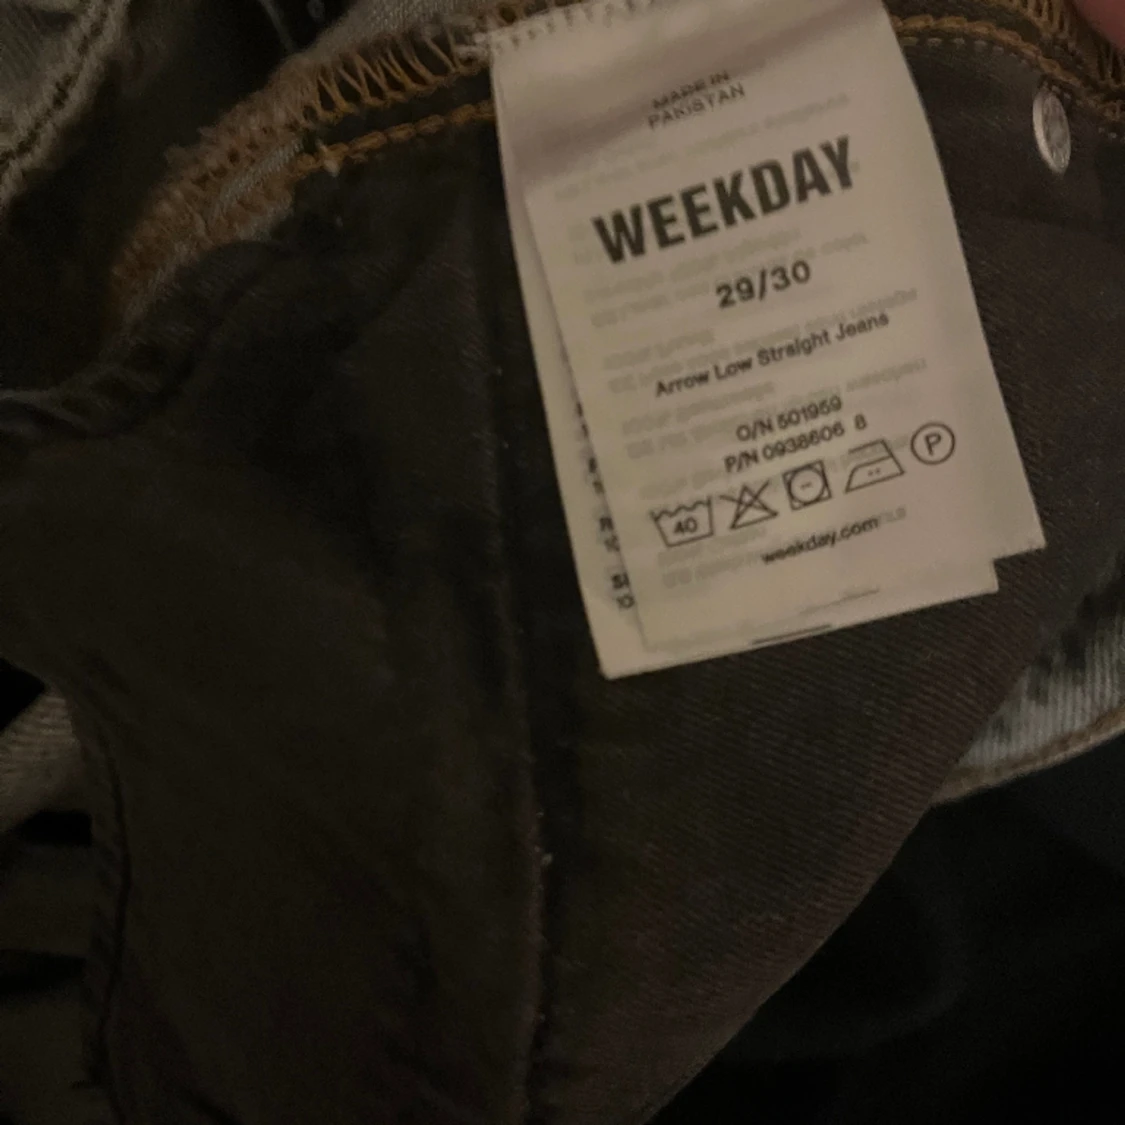 MADE IN
PAKISTAN
WEEKDAY
29/30
Arrow Low Straight Jeans
O/N 501959
P/N 0938606 8
40
P
weekday.com